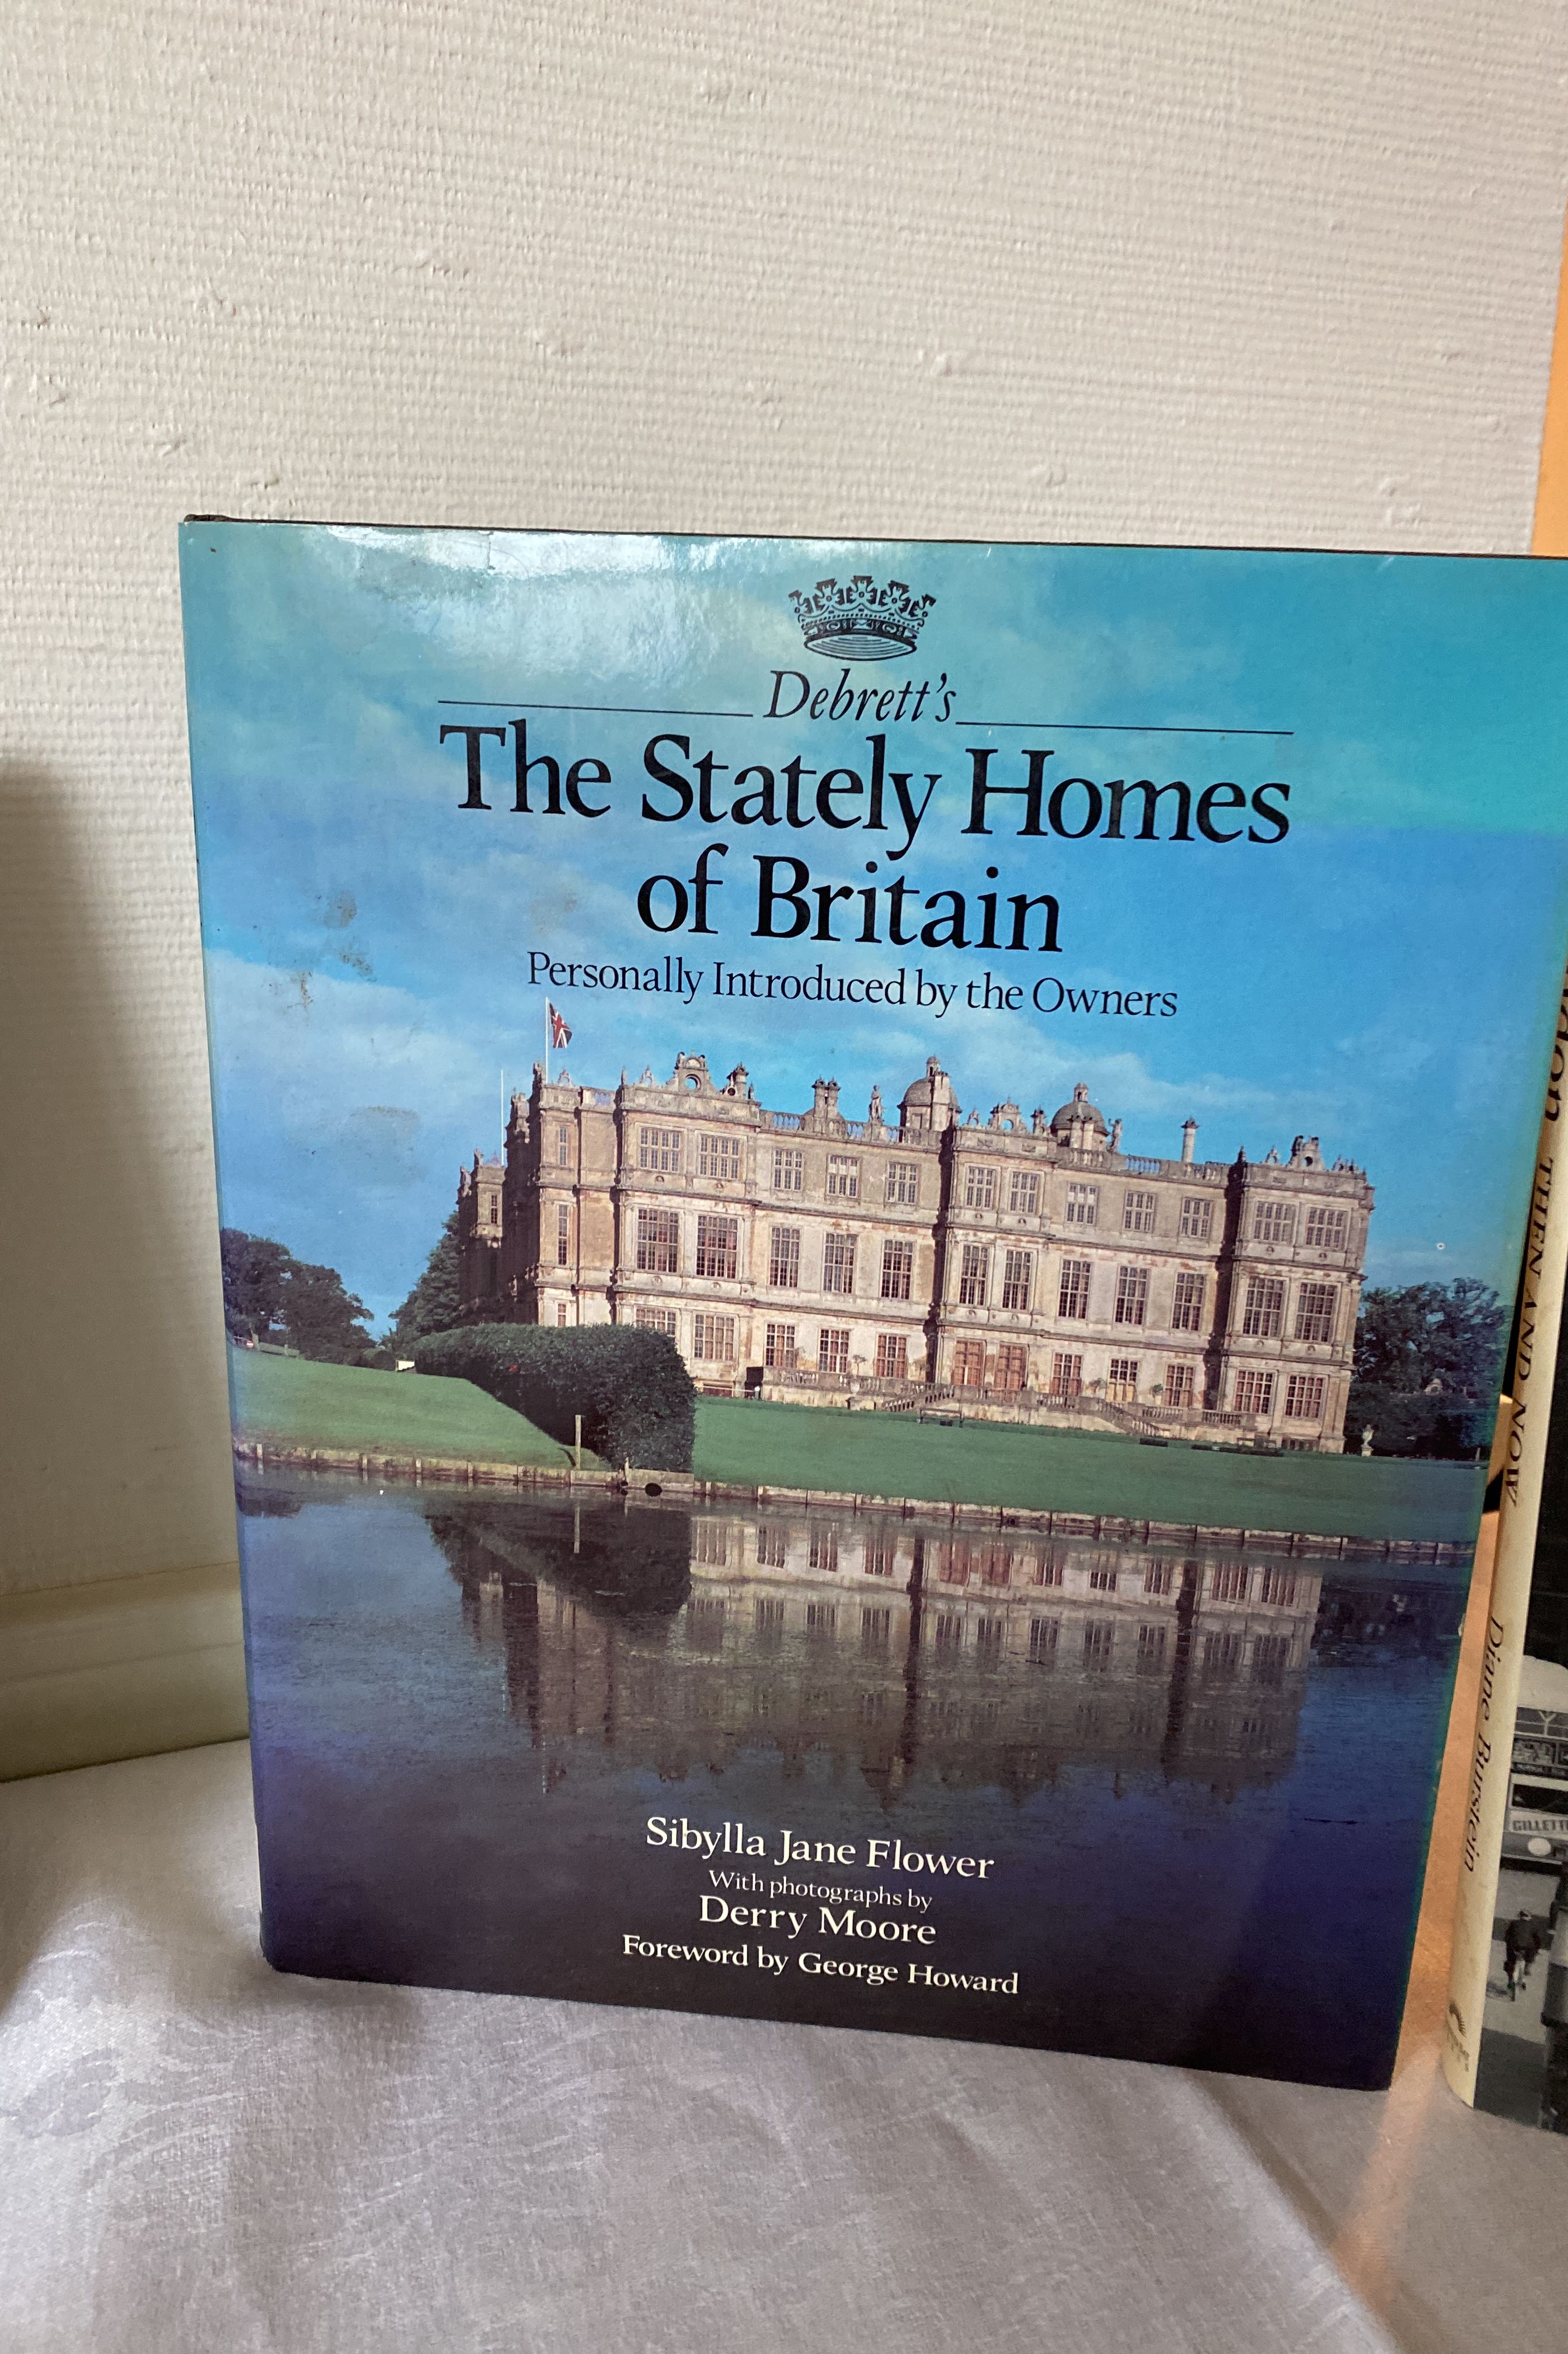 Debrett's
The Stately Homes
of Britain
Personally Introduced by the Owners
Sibylla Jane Flower
With photographs by
Derry Moore
Foreword by George Howard
THEN AND NOW
Diane Burstein